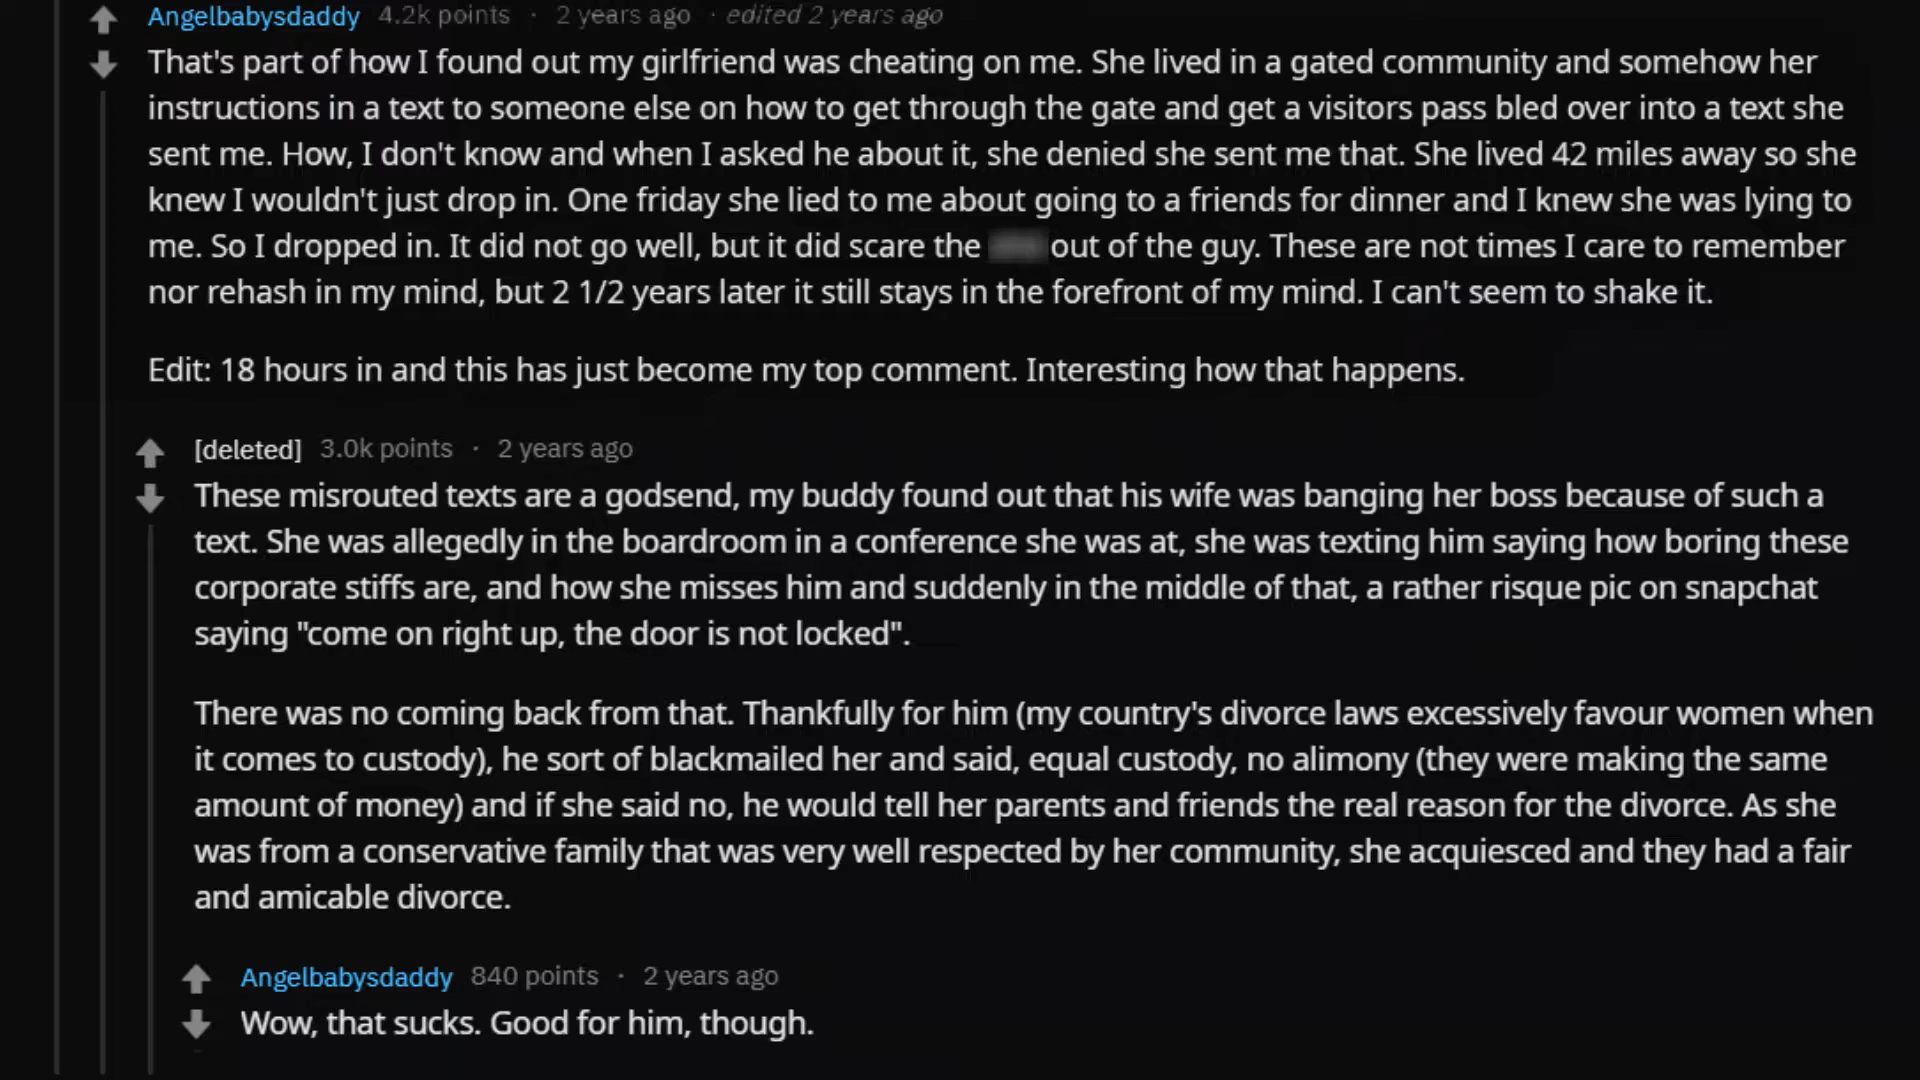 Angelbabysdaddy 4.2k points · 2 years ago · edited 2 years ago
That's part of how I found out my girlfriend was cheating on me. She lived in a gated community and somehow her
instructions in a text to someone else on how to get through the gate and get a visitors pass bled over into a text she
sent me. How, I don't know and when I asked he about it, she denied she sent me that. She lived 42 miles away so she
knew I wouldn't just drop in. One friday she lied to me about going to a friends for dinner and I knew she was lying to
me. So I dropped in. It did not go well, but it did scare the out of the guy. These are not times I care to remember
nor rehash in my mind, but 2 1/2 years later it still stays in the forefront of my mind. I can't seem to shake it.
Edit: 18 hours in and this has just become my top comment. Interesting how that happens.
[deleted] 3.0k points · 2 years ago
These misrouted texts are a godsend, my buddy found out that his wife was banging her boss because of such a
text. She was allegedly in the boardroom in a conference she was at, she was texting him saying how boring these
corporate stiffs are, and how she misses him and suddenly in the middle of that, a rather risque pic on snapchat
saying "come on right up, the door is not locked".
There was no coming back from that. Thankfully for him (my country's divorce laws excessively favour women when
it comes to custody), he sort of blackmailed her and said, equal custody, no alimony (they were making the same
amount of money) and if she said no, he would tell her parents and friends the real reason for the divorce. As she
was from a conservative family that was very well respected by her community, she acquiesced and they had a fair
and amicable divorce.
Angelbabysdaddy 840 points · 2 years ago
Wow, that sucks. Good for him, though.